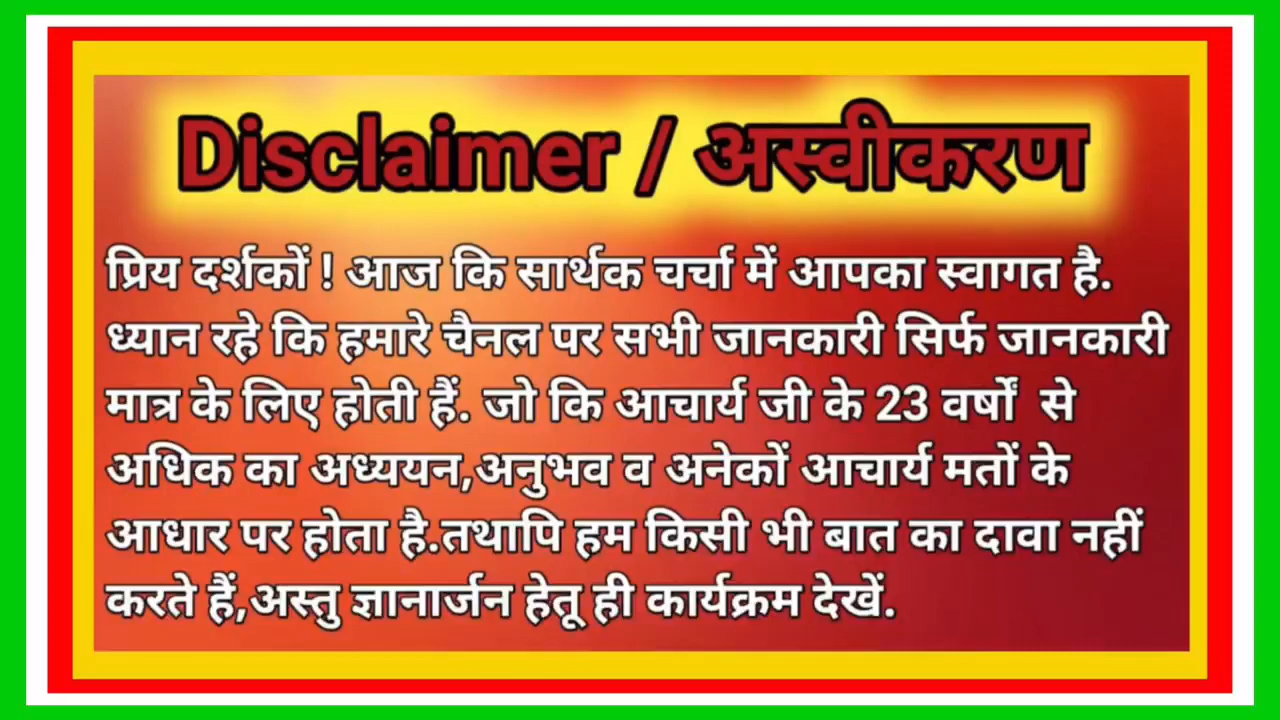 Disclaimer / अस्वीकरण
प्रिय दर्शकों ! आज कि सार्थक चर्चा में आपका स्वागत है.
ध्यान रहे कि हमारे चैनल पर सभी जानकारी सिर्फ जानकारी
मात्र के लिए होती हैं. जो कि आचार्य जी के 23 वर्षों से
अधिक का अध्ययन,अनुभव व अनेकों आचार्य मतों के
आधार पर होता है.तथापि हम किसी भी बात का दावा नहीं
करते हैं,अस्तु ज्ञानार्जन हेतू ही कार्यक्रम देखें.